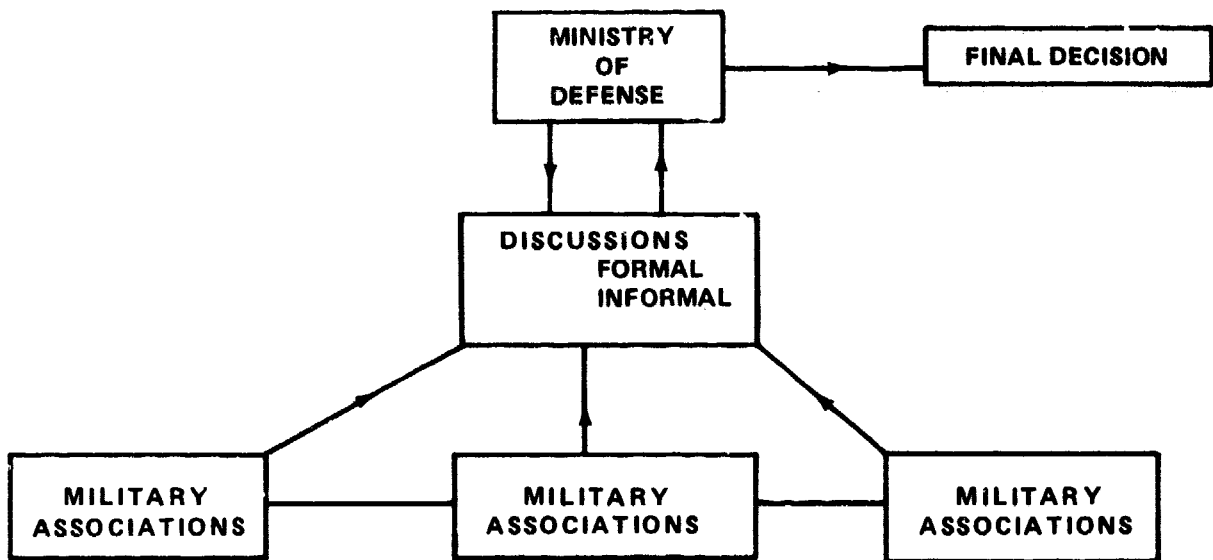 MINISTRY
OF
DEFENSE
FINAL DECISION
DISCUSSIONS
FORMAL
INFORMAL
MILITARY
ASSOCIATIONS
MILITARY
ASSOCIATIONS
MILITARY
ASSOCIATIONS